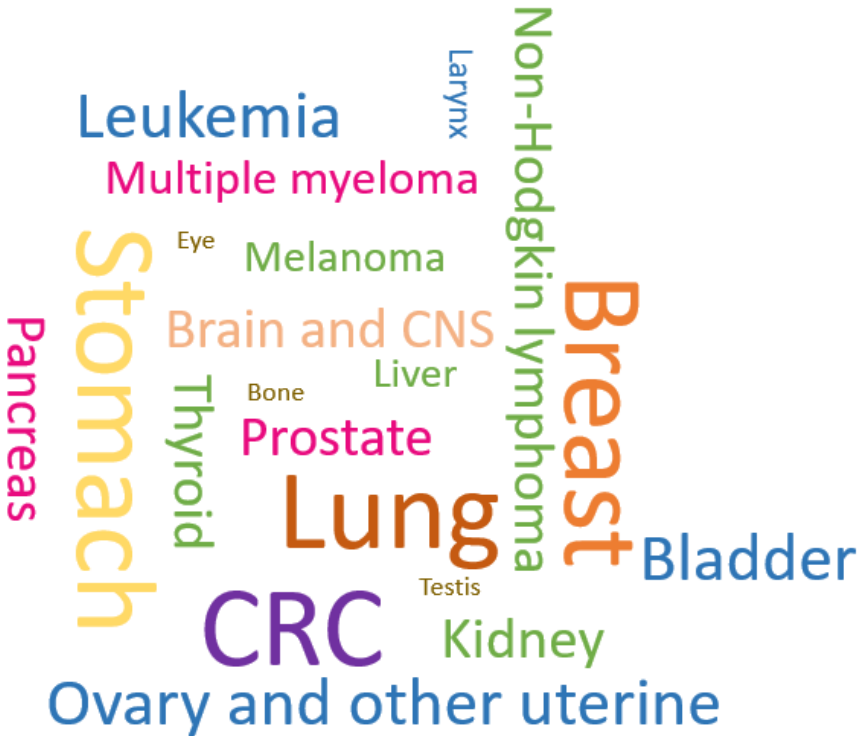 Larynx
Non-Hodgkin lymphoma
Leukemia
Multiple myeloma
Stomach
Eye
Melanoma
Breast
Pancreas
Brain and CNS
Liver
Thyroid
Bone
Prostate
Lung
Bladder
Testis
CRC
Kidney
Ovary and other uterine